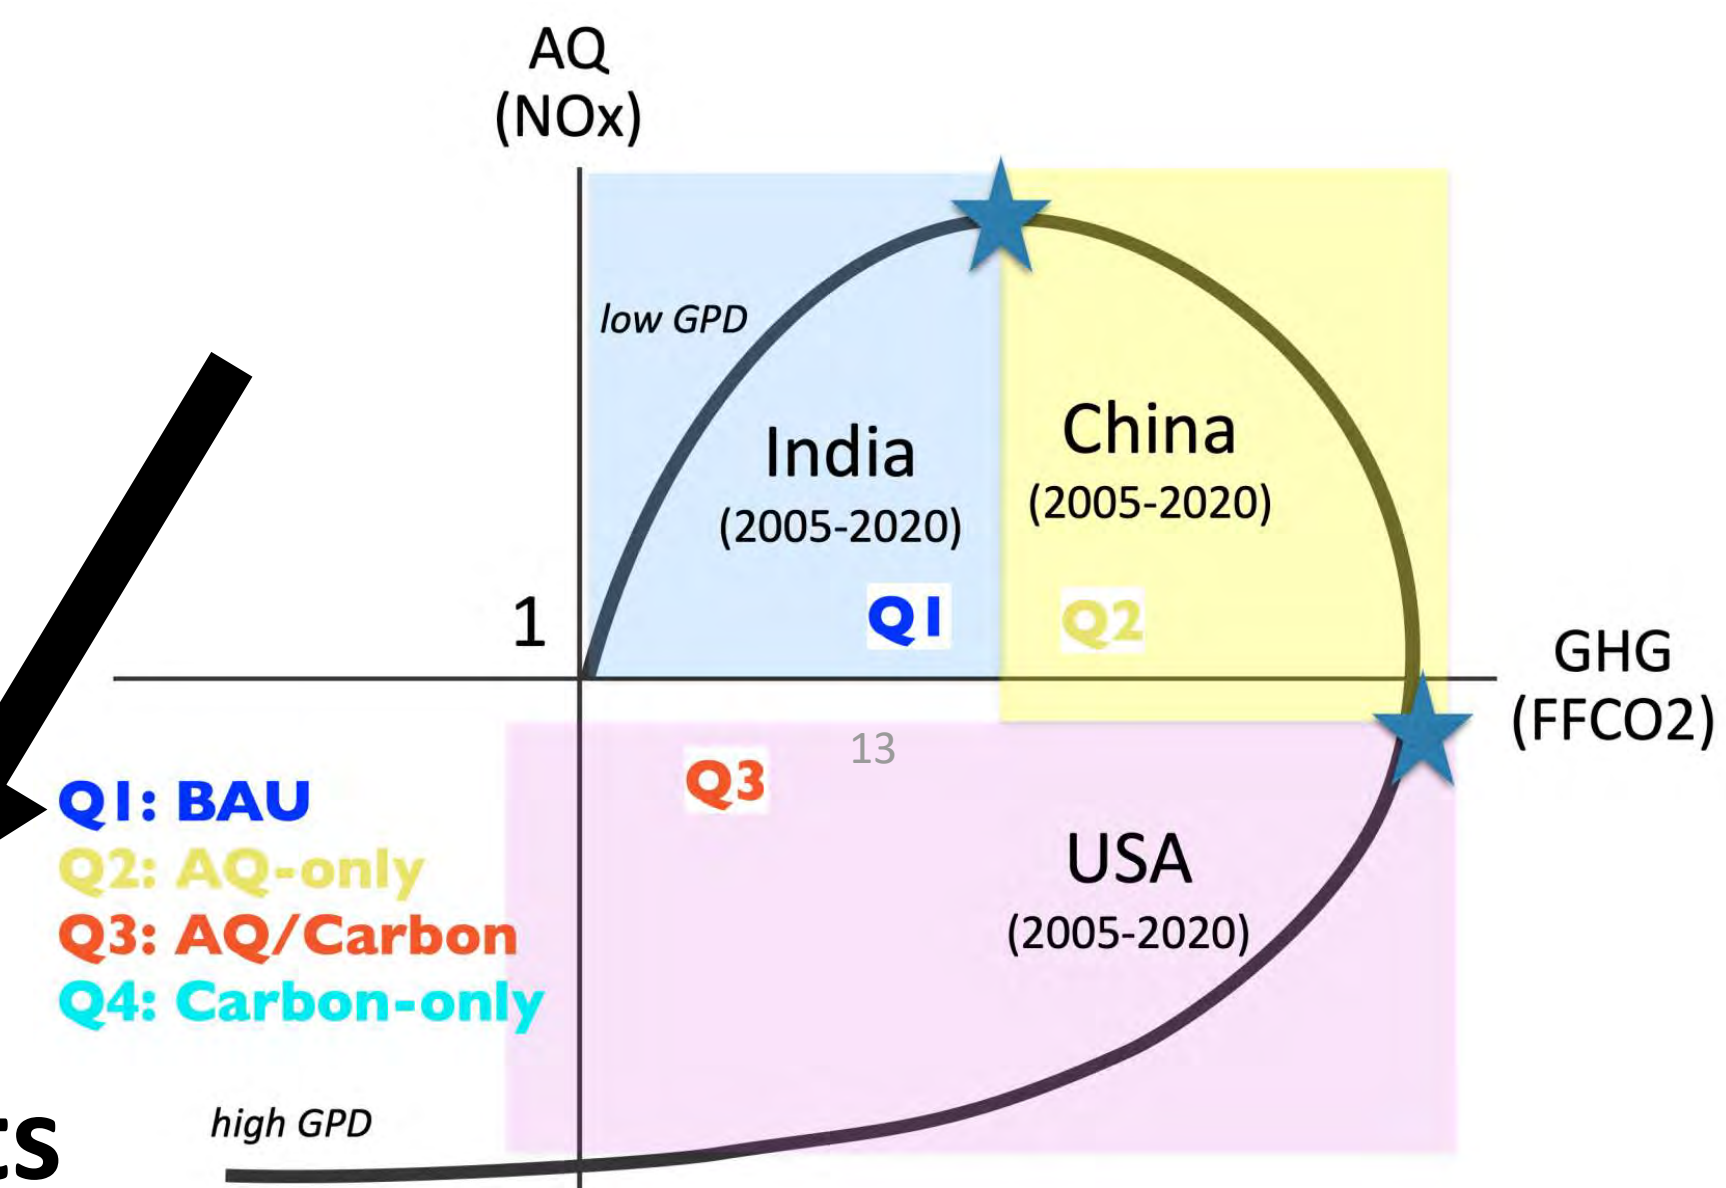 AQ
(NOx)
low GPD
India
(2005-2020)
China
(2005-2020)
1
Q1
Q2
GHG
(FFCO2)
13
Q3
Q1: BAU
Q2: AQ-only
Q3: AQ/Carbon
Q4: Carbon-only
USA
(2005-2020)
high GPD
ts